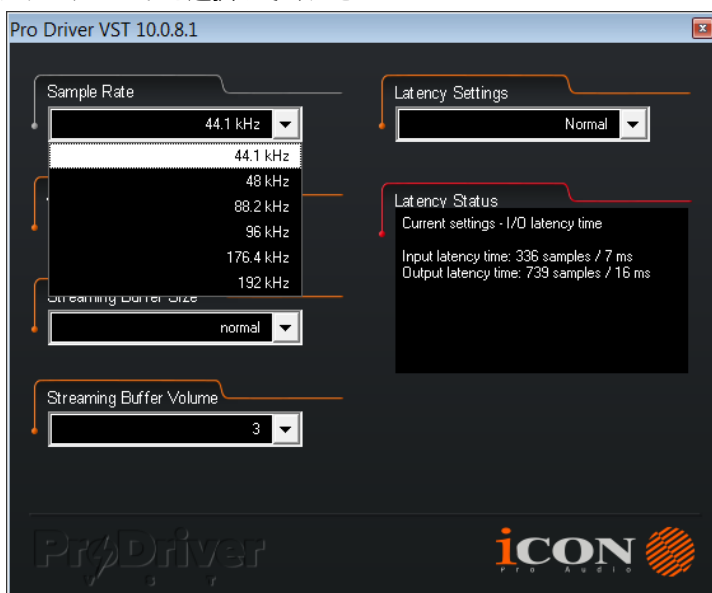 Pro Driver VST 10.0.8.1
Sample Rate
44.1 kHz
44.1 kHz
48 kHz
88.2 kHz
96 kHz
176.4 kHz
192 kHz
Streaming Buffer Size
normal
Streaming Buffer Volume
3
Latency Settings
Normal
Latency Status
Current settings - I/O latency time
Input latency time: 336 samples / 7 ms
Output latency time: 739 samples / 16 ms
ProDriver
V S T
iCON
Pro Audio